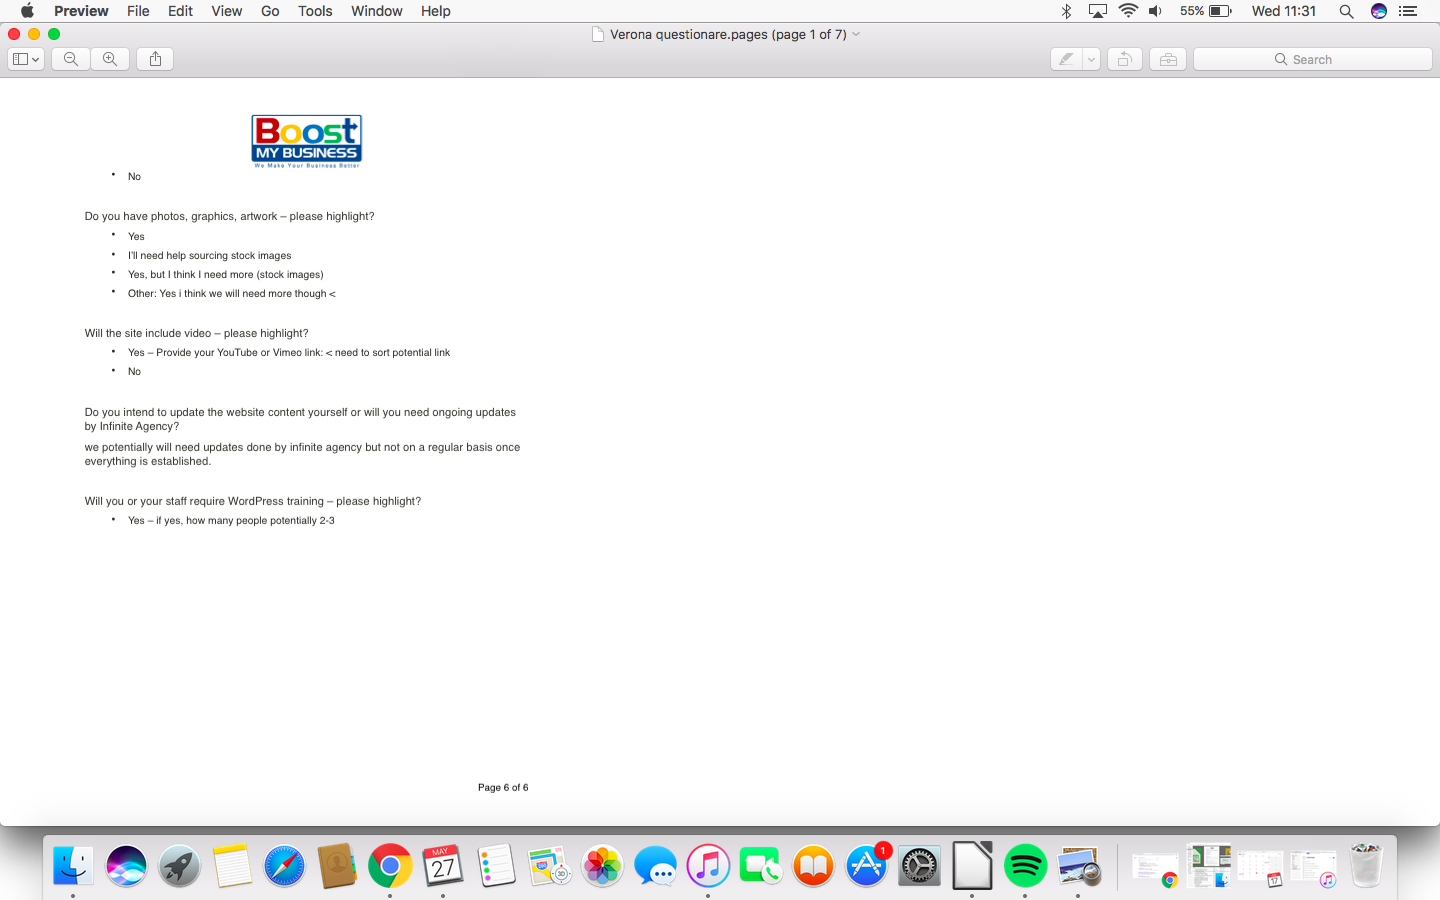 Preview File Edit View Go Tools Window Help 55% Wed 11:31
Verona questionare.pages (page 1 of 7)
Search
Boost
MY BUSINESS
We Make Your Business Better
• No
Do you have photos, graphics, artwork – please highlight?
• Yes
• I'll need help sourcing stock images
• Yes, but I think I need more (stock images)
• Other: Yes i think we will need more though <
Will the site include video – please highlight?
• Yes – Provide your YouTube or Vimeo link: < need to sort potential link
• No
Do you intend to update the website content yourself or will you need ongoing updates
by Infinite Agency?
we potentially will need updates done by infinite agency but not on a regular basis once
everything is established.
Will you or your staff require WordPress training – please highlight?
• Yes – if yes, how many people potentially 2-3
Page 6 of 6
MAY
27
3D
1
17